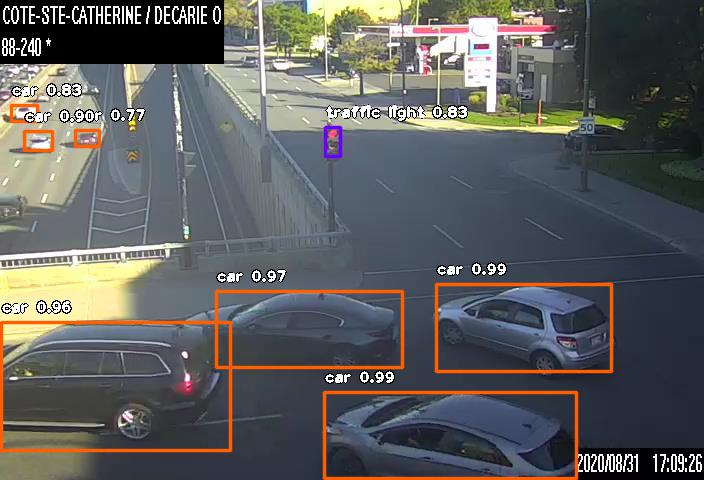 COTE-STE-CATHERINE / DECARIE O
88-240 *
car 0.83
car 0.90r 0.77
traffic light 0.83
50
car 0.97
car 0.99
car 0.96
car 0.99
2020/08/31 17:09:26